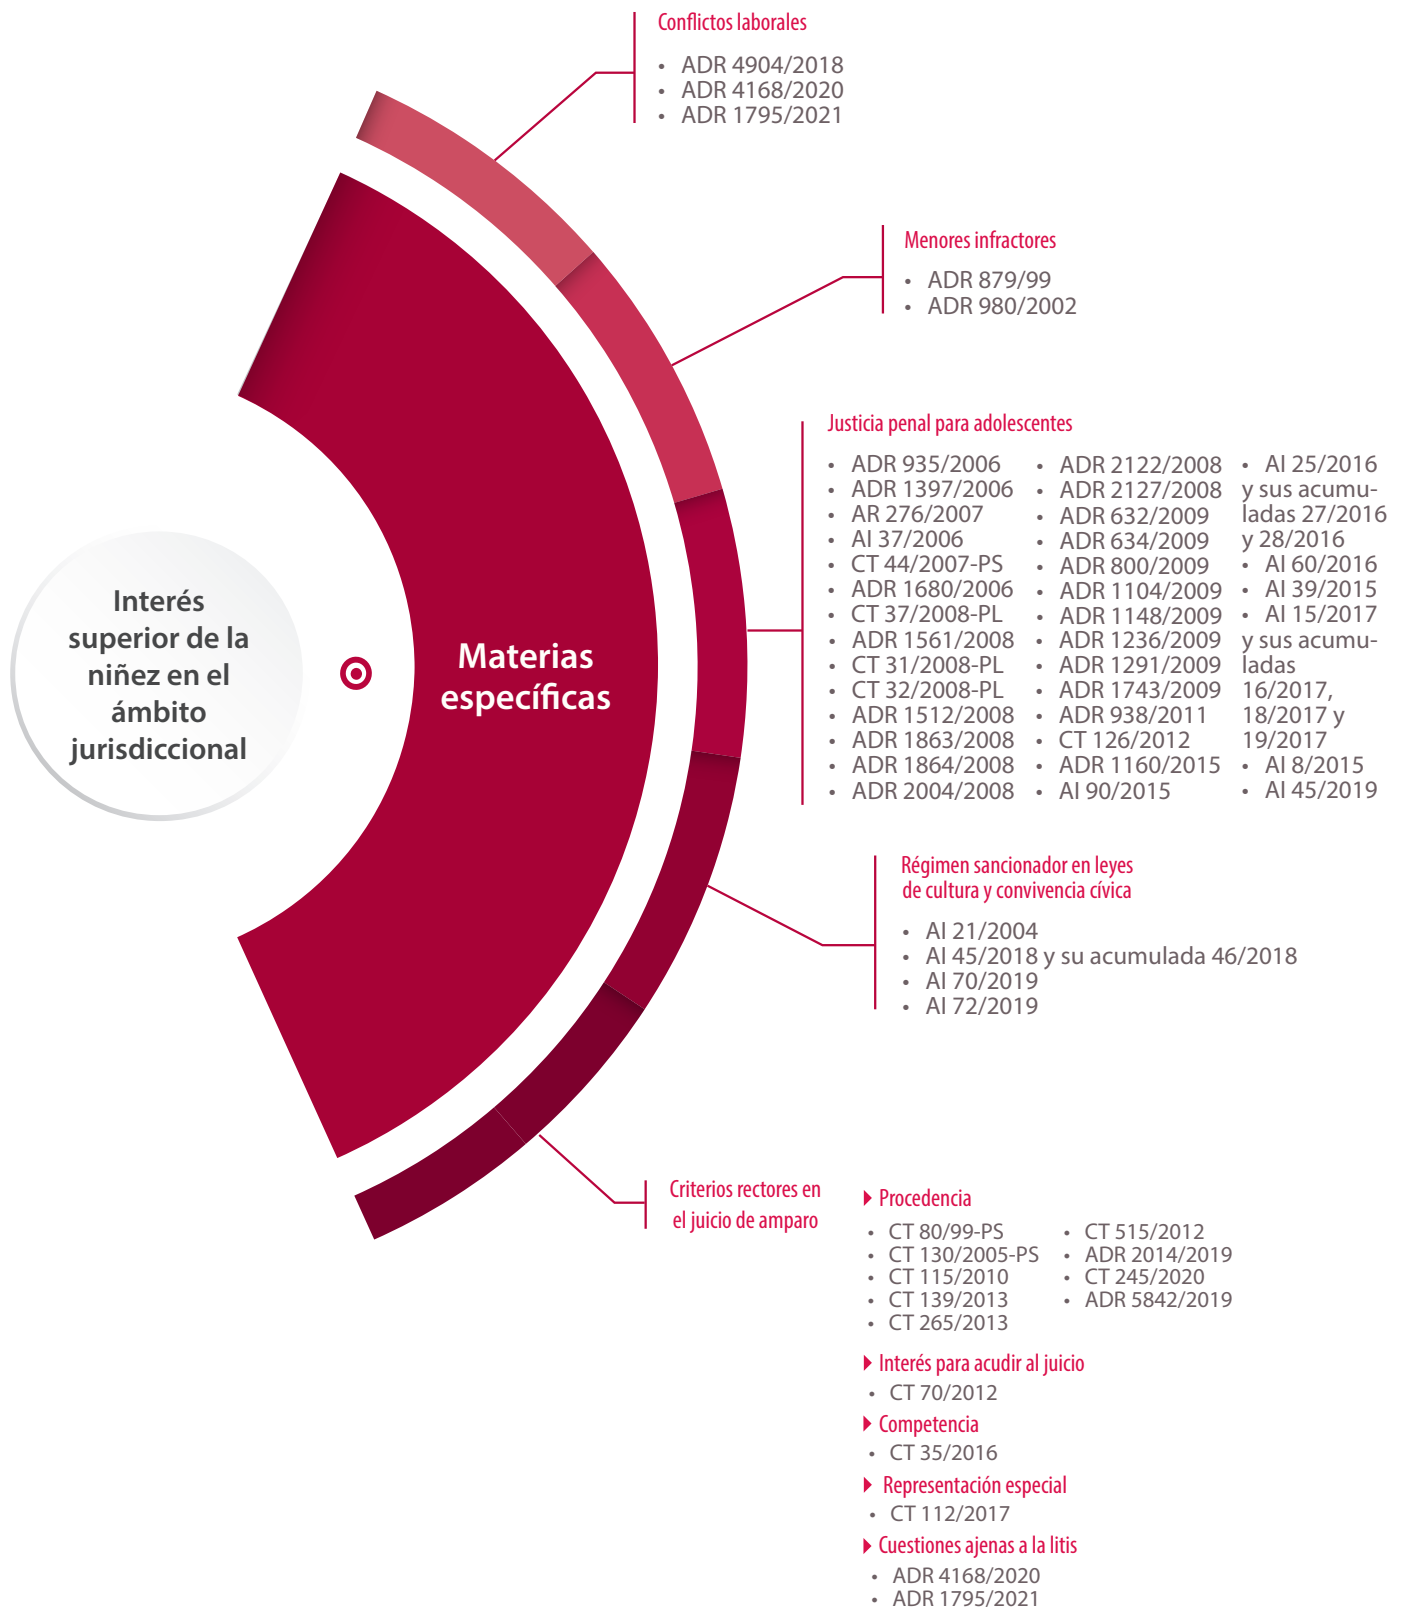 Interés
superior de la
niñez en el
ámbito
jurisdiccional
Materias
específicas
Conflictos laborales
• ADR 4904/2018
• ADR 4168/2020
• ADR 1795/2021
Menores infractores
• ADR 879/99
• ADR 980/2002
Justicia penal para adolescentes
• ADR 935/2006
• ADR 1397/2006
• AR 276/2007
• AI 37/2006
• CT 44/2007-PS
• ADR 1680/2006
• CT 37/2008-PL
• ADR 1561/2008
• CT 31/2008-PL
• CT 32/2008-PL
• ADR 1512/2008
• ADR 1863/2008
• ADR 1864/2008
• ADR 2004/2008
• ADR 2122/2008
• ADR 2127/2008
• ADR 632/2009
• ADR 634/2009
• ADR 800/2009
• ADR 1104/2009
• ADR 1148/2009
• ADR 1236/2009
• ADR 1291/2009
• ADR 1743/2009
• ADR 938/2011
• CT 126/2012
• ADR 1160/2015
• AI 90/2015
• AI 25/2016
y sus acumu-
ladas 27/2016
y 28/2016
• AI 60/2016
• AI 39/2015
• AI 15/2017
y sus acumu-
ladas
16/2017,
18/2017 y
19/2017
• AI 8/2015
• AI 45/2019
Régimen sancionador en leyes
de cultura y convivencia cívica
• AI 21/2004
• AI 45/2018 y su acumulada 46/2018
• AI 70/2019
• AI 72/2019
Criterios rectores en
el juicio de amparo
Procedencia
• CT 80/99-PS
• CT 130/2005-PS
• CT 115/2010
• CT 139/2013
• CT 265/2013
• CT 515/2012
• ADR 2014/2019
• CT 245/2020
• ADR 5842/2019
Interés para acudir al juicio
• CT 70/2012
Competencia
• CT 35/2016
Representación especial
• CT 112/2017
Cuestiones ajenas a la litis
• ADR 4168/2020
• ADR 1795/2021